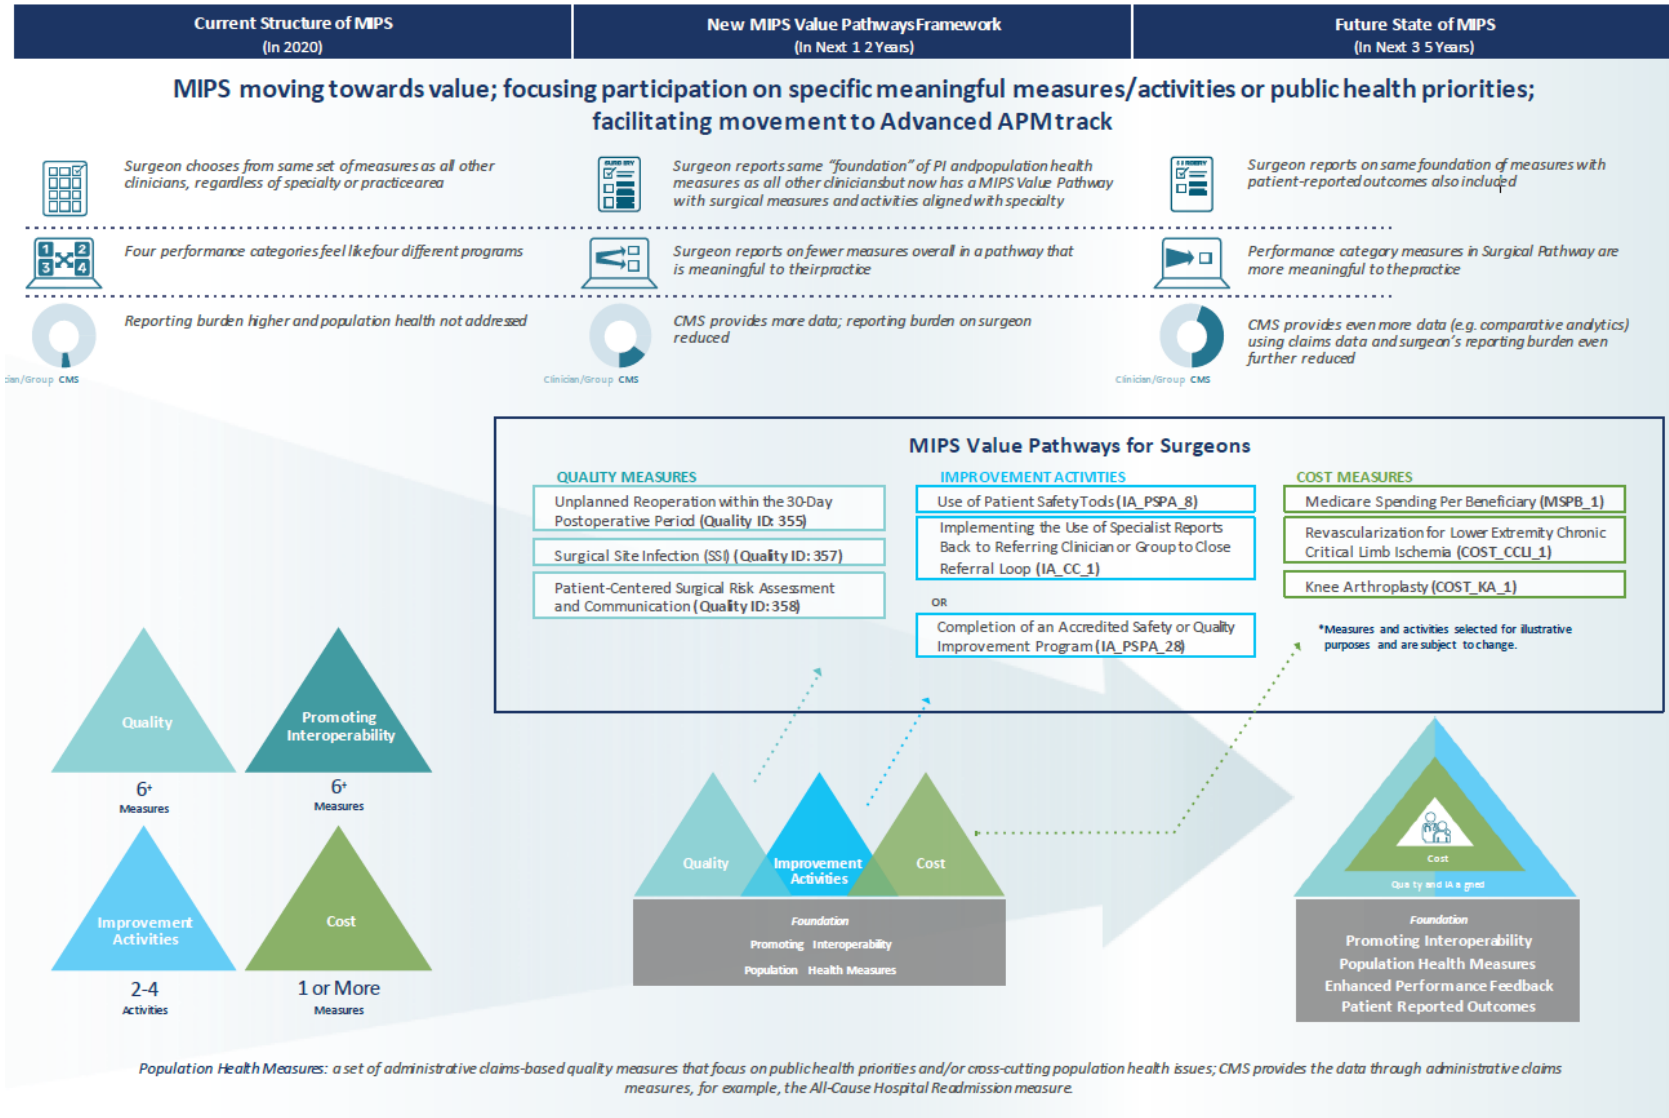 Current Structure of MIPS
(In 2020)
New MIPS Value Pathways Framework
(In Next 1 2 Years)
Future State of MIPS
(In Next 3 5 Years)
MIPS moving towards value; focusing participation on specific meaningful measures/activities or public health priorities;
facilitating movement to Advanced APM track
Surgeon chooses from same set of measures as all other
clinicians, regardless of specialty or practice area
SURGERY
Surgeon reports same “foundation” of PI and population health
measures as all other clinicians but now has a MIPS Value Pathway
with surgical measures and activities aligned with specialty
Surgeon reports on same foundation of measures with
patient-reported outcomes also included
1 2
3 4
Four performance categories feel like four different programs
Surgeon reports on fewer measures overall in a pathway that
is meaningful to their practice
Performance category measures in Surgical Pathway are
more meaningful to the practice
Reporting burden higher and population health not addressed
CMS provides more data; reporting burden on surgeon
reduced
CMS provides even more data (e.g. comparative analytics)
using claims data and surgeon’s reporting burden even
further reduced
cian/Group CMS
Clinician/Group CMS
Clinician/Group CMS
MIPS Value Pathways for Surgeons
QUALITY MEASURES
Unplanned Reoperation within the 30-Day
Postoperative Period (Quality ID: 355)
Surgical Site Infection (SSI) (Quality ID: 357)
Patient-Centered Surgical Risk Assessment
and Communication (Quality ID: 358)
IMPROVEMENT ACTIVITIES
Use of Patient Safety Tools (IA_PSPA_8)
Implementing the Use of Specialist Reports
Back to Referring Clinician or Group to Close
Referral Loop (IA_CC_1)
OR
Completion of an Accredited Safety or Quality
Improvement Program (IA_PSPA_28)
COST MEASURES
Medicare Spending Per Beneficiary (MSPB_1)
Revascularization for Lower Extremity Chronic
Critical Limb Ischemia (COST_CCLI_1)
Knee Arthroplasty (COST_KA_1)
*Measures and activities selected for illustrative
purposes and are subject to change.
Quality
6+
Measures
Promoting
Interoperability
6+
Measures
Improvement
Activities
2-4
Activities
Cost
1 or More
Measures
Quality
Improvement
Activities
Cost
Foundation
Promoting Interoperability
Population Health Measures
Cost
Quality and IA aligned
Foundation
Promoting Interoperability
Population Health Measures
Enhanced Performance Feedback
Patient Reported Outcomes
Population Health Measures: a set of administrative claims-based quality measures that focus on public health priorities and/or cross-cutting population health issues; CMS provides the data through administrative claims
measures, for example, the All-Cause Hospital Readmission measure.